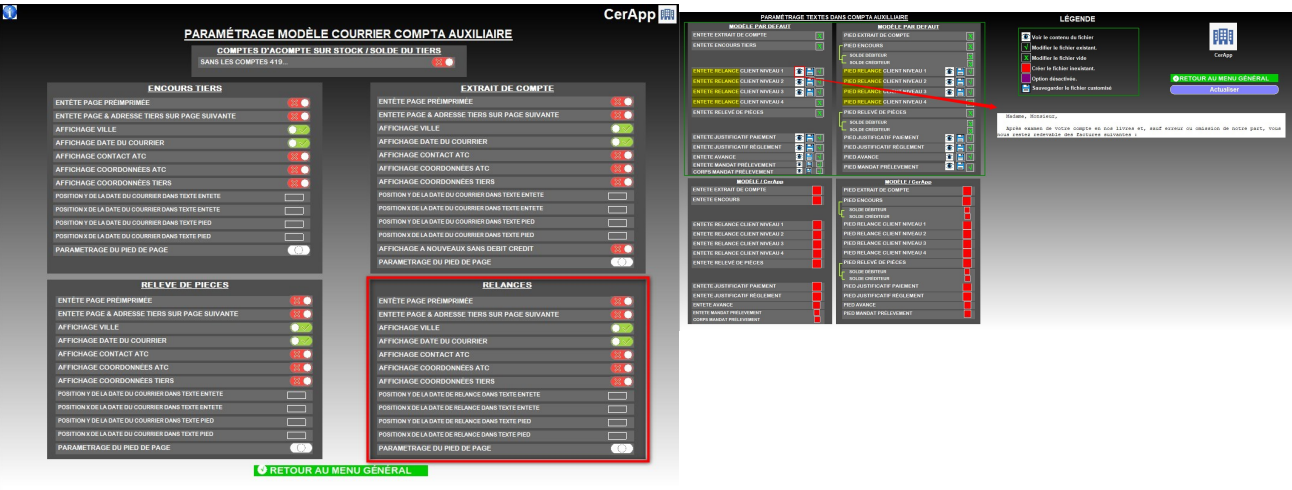 CerApp
PARAMÉTRAGE MODÈLE COURRIER COMPTA AUXILIAIRE
COMPTES D'ACOMPTE SUR STOCK / SOLDE DU TIERS
SANS LES COMPTES 419...
ENCOURS TIERS
ENTÊTE PAGE PRÉIMPRIMÉE
ENTETE PAGE & ADRESSE TIERS SUR PAGE SUIVANTE
AFFICHAGE VILLE
AFFICHAGE DATE DU COURRIER
AFFICHAGE CONTACT ATC
AFFICHAGE COORDONNÉES ATC
AFFICHAGE COORDONNÉES TIERS
POSITION Y DE LA DATE DU COURRIER DANS TEXTE ENTETE
POSITION X DE LA DATE DU COURRIER DANS TEXTE ENTETE
POSITION Y DE LA DATE DU COURRIER DANS TEXTE PIED
POSITION X DE LA DATE DU COURRIER DANS TEXTE PIED
PARAMETRAGE DU PIED DE PAGE
EXTRAIT DE COMPTE
ENTÊTE PAGE PRÉIMPRIMÉE
ENTETE PAGE & ADRESSE TIERS SUR PAGE SUIVANTE
AFFICHAGE VILLE
AFFICHAGE DATE DU COURRIER
AFFICHAGE CONTACT ATC
AFFICHAGE COORDONNÉES ATC
AFFICHAGE COORDONNÉES TIERS
POSITION Y DE LA DATE DU COURRIER DANS TEXTE ENTETE
POSITION X DE LA DATE DU COURRIER DANS TEXTE ENTETE
POSITION Y DE LA DATE DU COURRIER DANS TEXTE PIED
POSITION X DE LA DATE DU COURRIER DANS TEXTE PIED
AFFICHAGE A NOUVEAUX SANS DEBIT CREDIT
PARAMETRAGE DU PIED DE PAGE
RELEVE DE PIECES
ENTÊTE PAGE PRÉIMPRIMÉE
ENTETE PAGE & ADRESSE TIERS SUR PAGE SUIVANTE
AFFICHAGE VILLE
AFFICHAGE DATE DU COURRIER
AFFICHAGE CONTACT ATC
AFFICHAGE COORDONNÉES ATC
AFFICHAGE COORDONNÉES TIERS
POSITION Y DE LA DATE DU COURRIER DANS TEXTE ENTETE
POSITION X DE LA DATE DU COURRIER DANS TEXTE ENTETE
POSITION Y DE LA DATE DU COURRIER DANS TEXTE PIED
POSITION X DE LA DATE DU COURRIER DANS TEXTE PIED
PARAMETRAGE DU PIED DE PAGE
RELANCES
ENTÊTE PAGE PRÉIMPRIMÉE
ENTETE PAGE & ADRESSE TIERS SUR PAGE SUIVANTE
AFFICHAGE VILLE
AFFICHAGE DATE DU COURRIER
AFFICHAGE CONTACT ATC
AFFICHAGE COORDONNÉES ATC
AFFICHAGE COORDONNÉES TIERS
POSITION Y DE LA DATE DE RELANCE DANS TEXTE ENTETE
POSITION X DE LA DATE DE RELANCE DANS TEXTE ENTETE
POSITION Y DE LA DATE DE RELANCE DANS TEXTE PIED
POSITION X DE LA DATE DE RELANCE DANS TEXTE PIED
PARAMETRAGE DU PIED DE PAGE
RETOUR AU MENU GÉNÉRAL
PARAMÉTRAGE TEXTES DANS COMPTA AUXILLIAIRE
MODÈLE PAR DEFAUT
ENTETE EXTRAIT DE COMPTE
ENTETE ENCOURS TIERS
ENTETE RELANCE CLIENT NIVEAU 1
ENTETE RELANCE CLIENT NIVEAU 2
ENTETE RELANCE CLIENT NIVEAU 3
ENTETE RELANCE CLIENT NIVEAU 4
ENTETE RELEVÉ DE PIÈCES
ENTETE JUSTIFICATIF PAIEMENT
ENTETE JUSTIFICATIF RÈGLEMENT
ENTETE AVANCE
ENTETE MANDAT PRÉLEVEMENT
CORPS MANDAT PRÉLEVEMENT
MODÈLE PAR DEFAUT
PIED EXTRAIT DE COMPTE
PIED ENCOURS
SOLDE DÉBITEUR
SOLDE CRÉDITEUR
PIED RELANCE CLIENT NIVEAU 1
PIED RELANCE CLIENT NIVEAU 2
PIED RELANCE CLIENT NIVEAU 3
PIED RELANCE CLIENT NIVEAU 4
PIED RELEVÉ DE PIÈCES
SOLDE DÉBITEUR
SOLDE CRÉDITEUR
PIED JUSTIFICATIF PAIEMENT
PIED JUSTIFICATIF RÈGLEMENT
PIED AVANCE
PIED MANDAT PRÉLEVEMENT
MODÈLE / CerApp
ENTETE EXTRAIT DE COMPTE
ENTETE ENCOURS
ENTETE RELANCE CLIENT NIVEAU 1
ENTETE RELANCE CLIENT NIVEAU 2
ENTETE RELANCE CLIENT NIVEAU 3
ENTETE RELANCE CLIENT NIVEAU 4
ENTETE RELEVÉ DE PIÈCES
ENTETE JUSTIFICATIF PAIEMENT
ENTETE JUSTIFICATIF RÈGLEMENT
ENTETE AVANCE
ENTETE MANDAT PRELEVEMENT
CORPS MANDAT PRELEVEMENT
MODÈLE / CerApp
PIED EXTRAIT DE COMPTE
PIED ENCOURS
SOLDE DÉBITEUR
SOLDE CRÉDITEUR
PIED RELANCE CLIENT NIVEAU 1
PIED RELANCE CLIENT NIVEAU 2
PIED RELANCE CLIENT NIVEAU 3
PIED RELANCE CLIENT NIVEAU 4
PIED RELEVÉ DE PIÈCES
SOLDE DÉBITEUR
SOLDE CRÉDITEUR
PIED JUSTIFICATIF PAIEMENT
PIED JUSTIFICATIF RÈGLEMENT
PIED AVANCE
PIED MANDAT PRELEVEMENT
LÉGENDE
Voir le contenu du fichier
Modifier le fichier existant.
Modifier le fichier vide
Créer le fichier inexistant.
Option désactivée.
Sauvegarder le fichier customisé
CerApp
RETOUR AU MENU GÉNÉRAL
Actualiser
Madame, Monsieur,
Après examen de votre compte en nos livres et, sauf erreur ou omission de notre part, vous
nous restez redevable des factures suivantes :